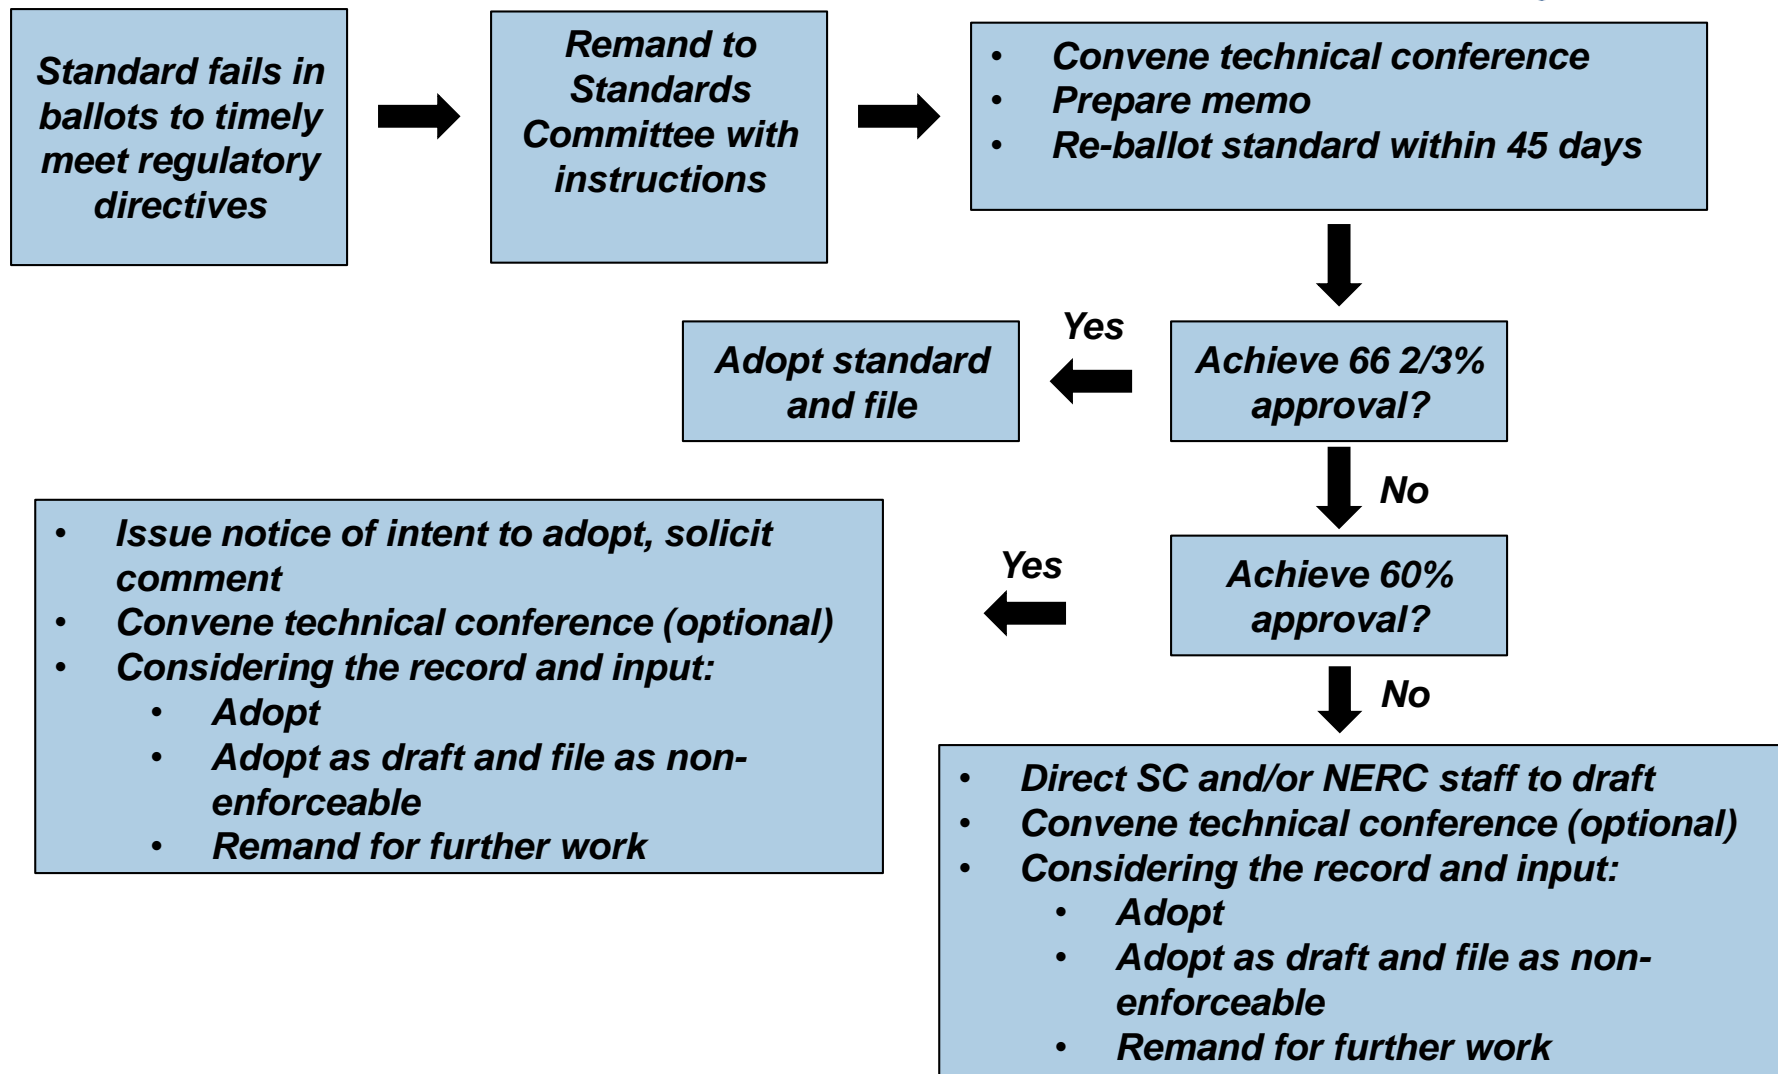 Standard fails in
ballots to timely
meet regulatory
directives
Remand to
Standards
Committee with
instructions
• Convene technical conference
• Prepare memo
• Re-ballot standard within 45 days
Achieve 66 2/3%
approval?
Yes
Adopt standard
and file
No
Achieve 60%
approval?
Yes
• Issue notice of intent to adopt, solicit
comment
• Convene technical conference (optional)
• Considering the record and input:
• Adopt
• Adopt as draft and file as non-
enforceable
• Remand for further work
No
• Direct SC and/or NERC staff to draft
• Convene technical conference (optional)
• Considering the record and input:
• Adopt
• Adopt as draft and file as non-
enforceable
• Remand for further work